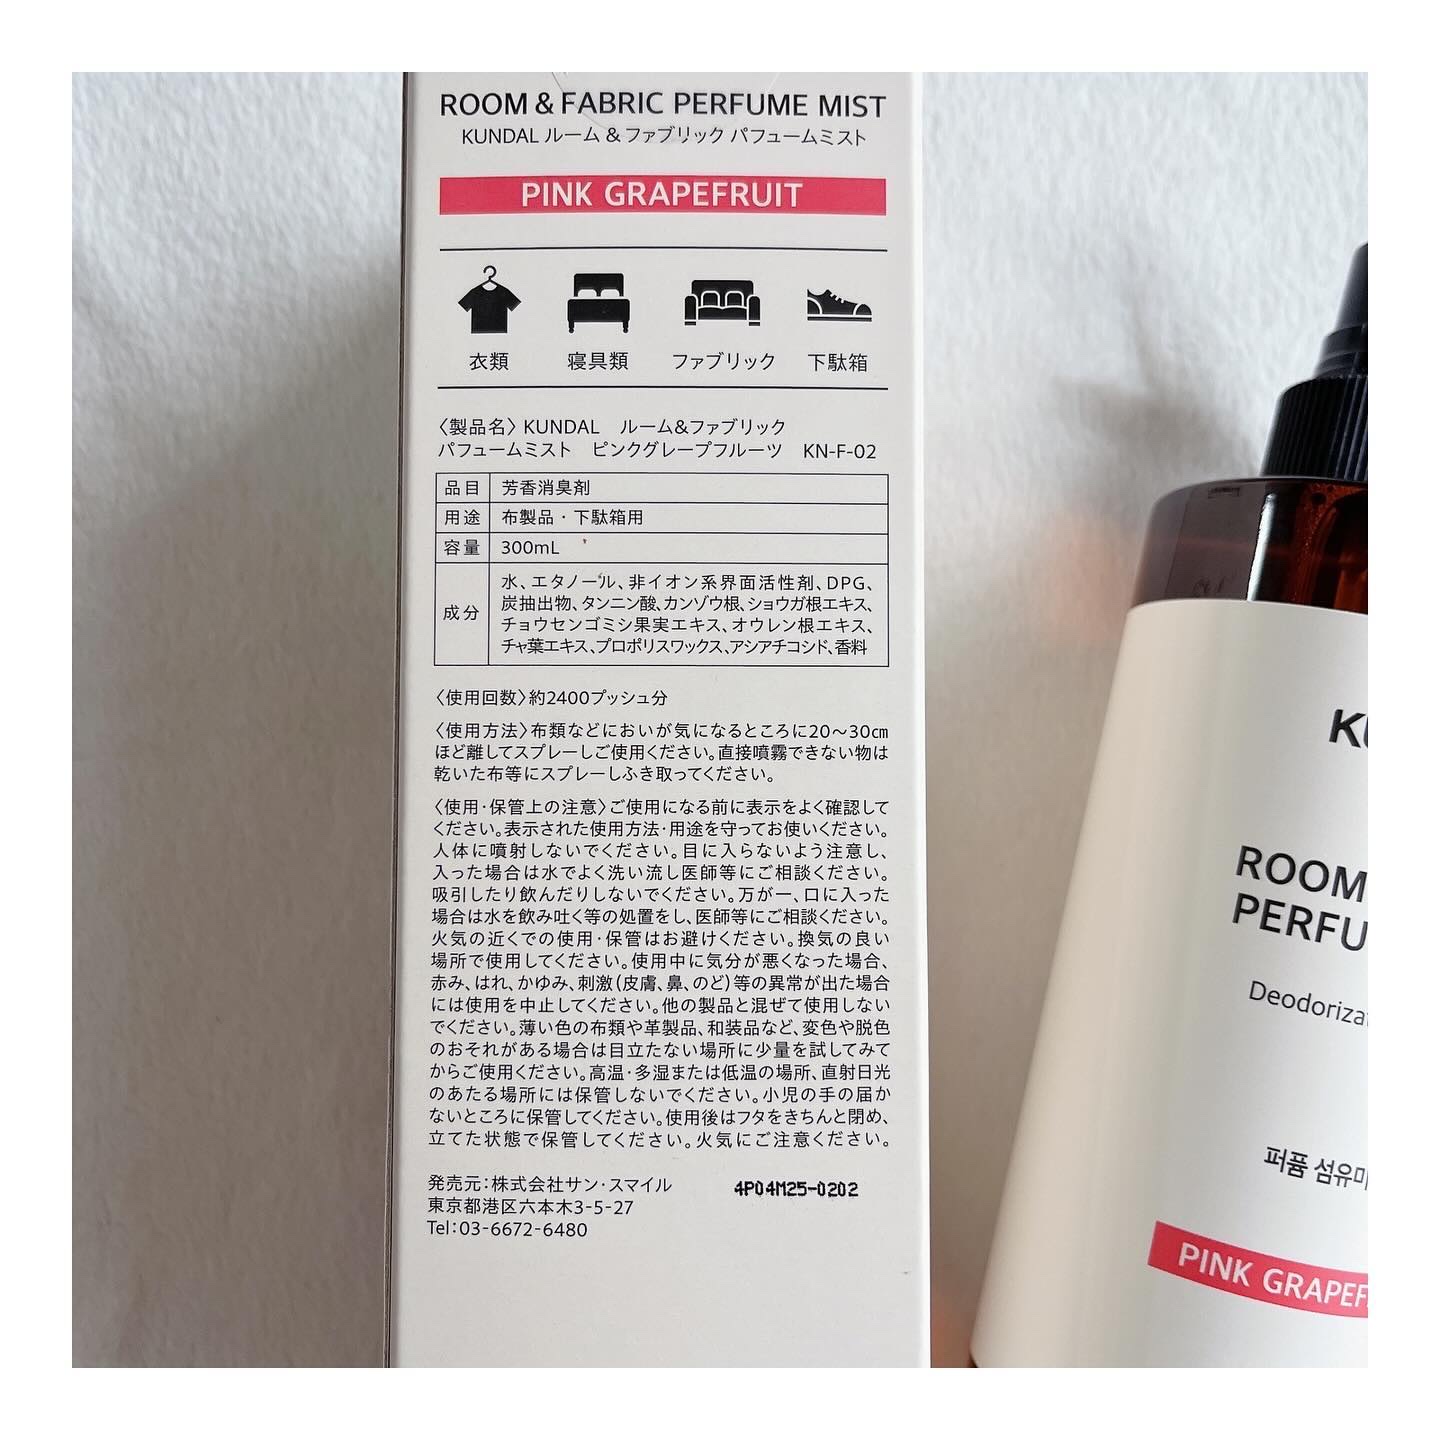 ROOM & FABRIC PERFUME MIST
KUNDAL ルーム & ファブリック パフュームミスト
PINK GRAPEFRUIT
衣類 寝具類 ファブリック 下駄箱
〈製品名〉 KUNDAL ルーム&ファブリック
パフュームミスト ピンクグレープフルーツ KN-F-02
品目 芳香消臭剤
用途 布製品・下駄箱用
容量 300mL
成分 水、エタノール、非イオン系界面活性剤、DPG、
炭抽出物、タンニン酸、カンゾウ根、ショウガ根エキス、
チョウセンゴミシ果実エキス、オウレン根エキス、
チャ葉エキス、プロポリスワックス、アシアチコシド、香料
〈使用回数〉約2400プッシュ分
〈使用方法〉布類などにおいが気になるところに20〜30㎝
ほど離してスプレーしご使用ください。直接噴霧できない物は
乾いた布等にスプレーしふき取ってください。
〈使用・保管上の注意〉ご使用になる前に表示をよく確認して
ください。表示された使用方法・用途を守ってお使いください。
人体に噴射しないでください。目に入らないよう注意し、
入った場合は水でよく洗い流し医師等にご相談ください。
吸引したり飲んだりしないでください。万が一、口に入った
場合は水を飲み吐く等の処置をし、医師等にご相談ください。
火気の近くでの使用・保管はお避けください。換気の良い
場所で使用してください。使用中に気分が悪くなった場合、
赤み、はれ、かゆみ、刺激(皮膚、鼻、のど)等の異常が出た場合
には使用を中止してください。他の製品と混ぜて使用しない
でください。薄い色の布類や革製品、和装品など、変色や脱色
のおそれがある場合は目立たない場所に少量を試してみて
からご使用ください。高温・多湿または低温の場所、直射日光
のあたる場所には保管しないでください。小児の手の届か
ないところに保管してください。使用後はフタをきちんと閉め、
立てた状態で保管してください。火気にご注意ください。
発売元:株式会社サン・スマイル 4P04M25-0202
東京都港区六本木3-5-27
Tel:03-6672-6480
KU
ROOM
PERFU
Deodoriza
퍼퓸 섬유미
PINK GRAPEF